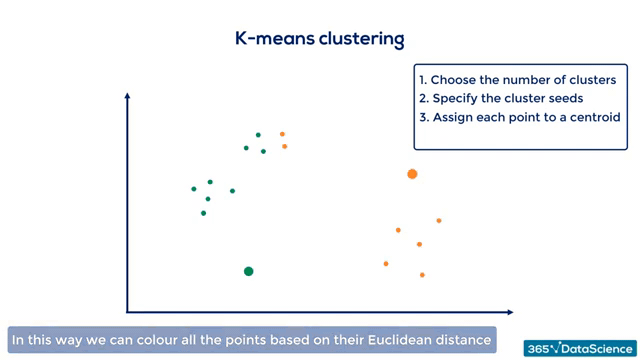 K-means clustering
1. Choose the number of clusters
2. Specify the cluster seeds
3. Assign each point to a centroid
In this way we can colour all the points based on their Euclidean distance
365 DataScience